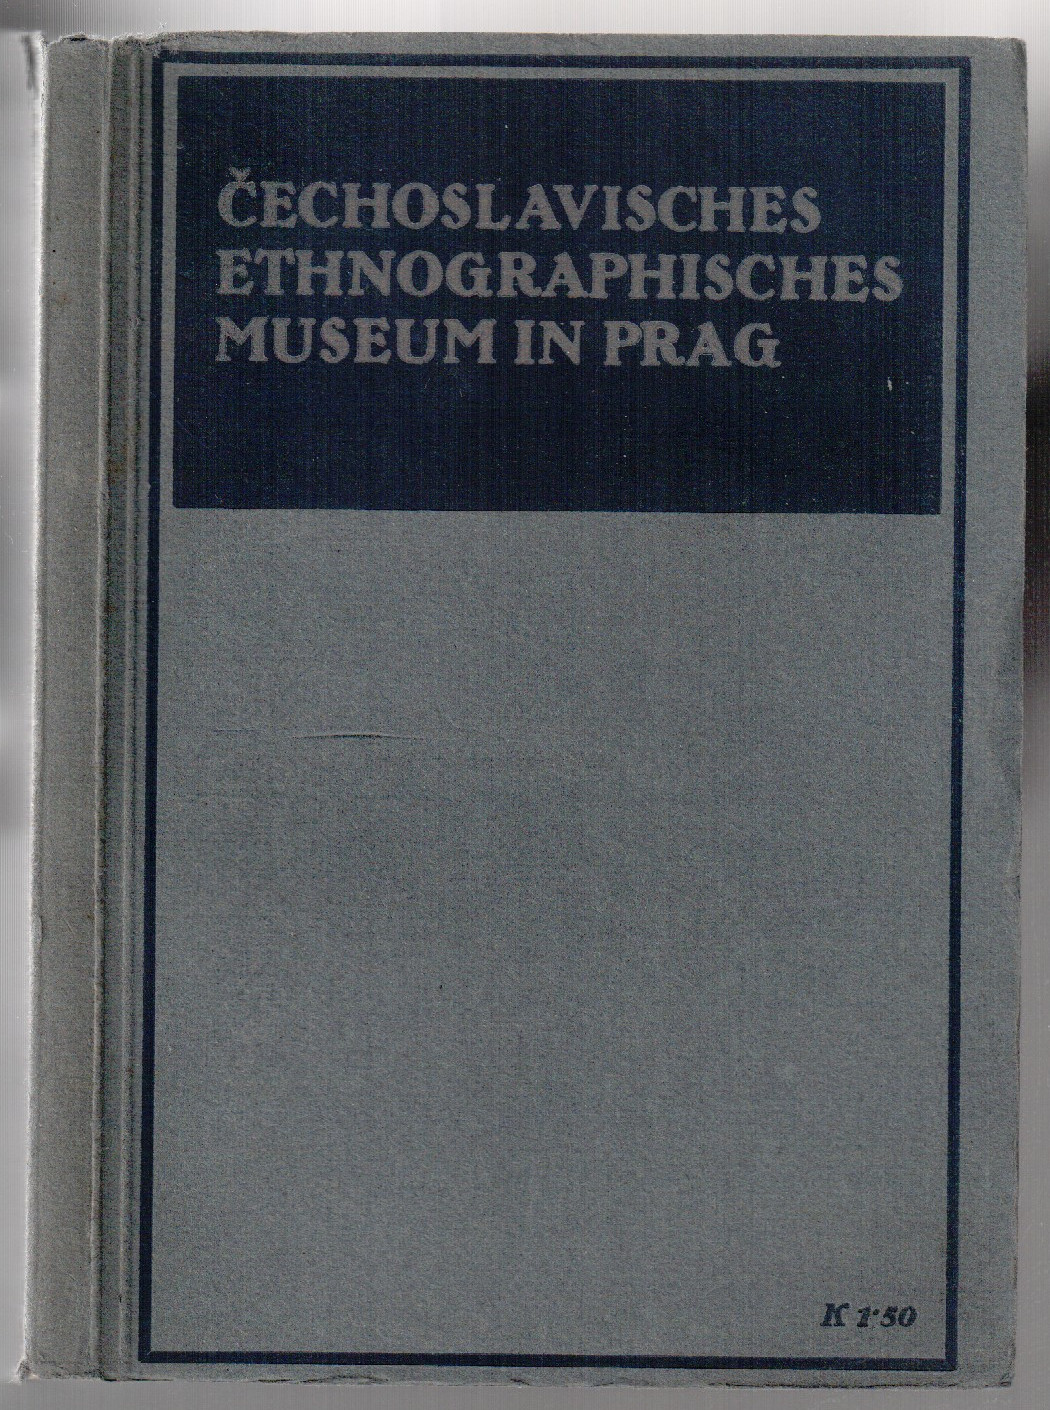 ČECHOSLAVISCHES
ETHNOGRAPHISCHES
MUSEUM IN PRAG
K 1·50